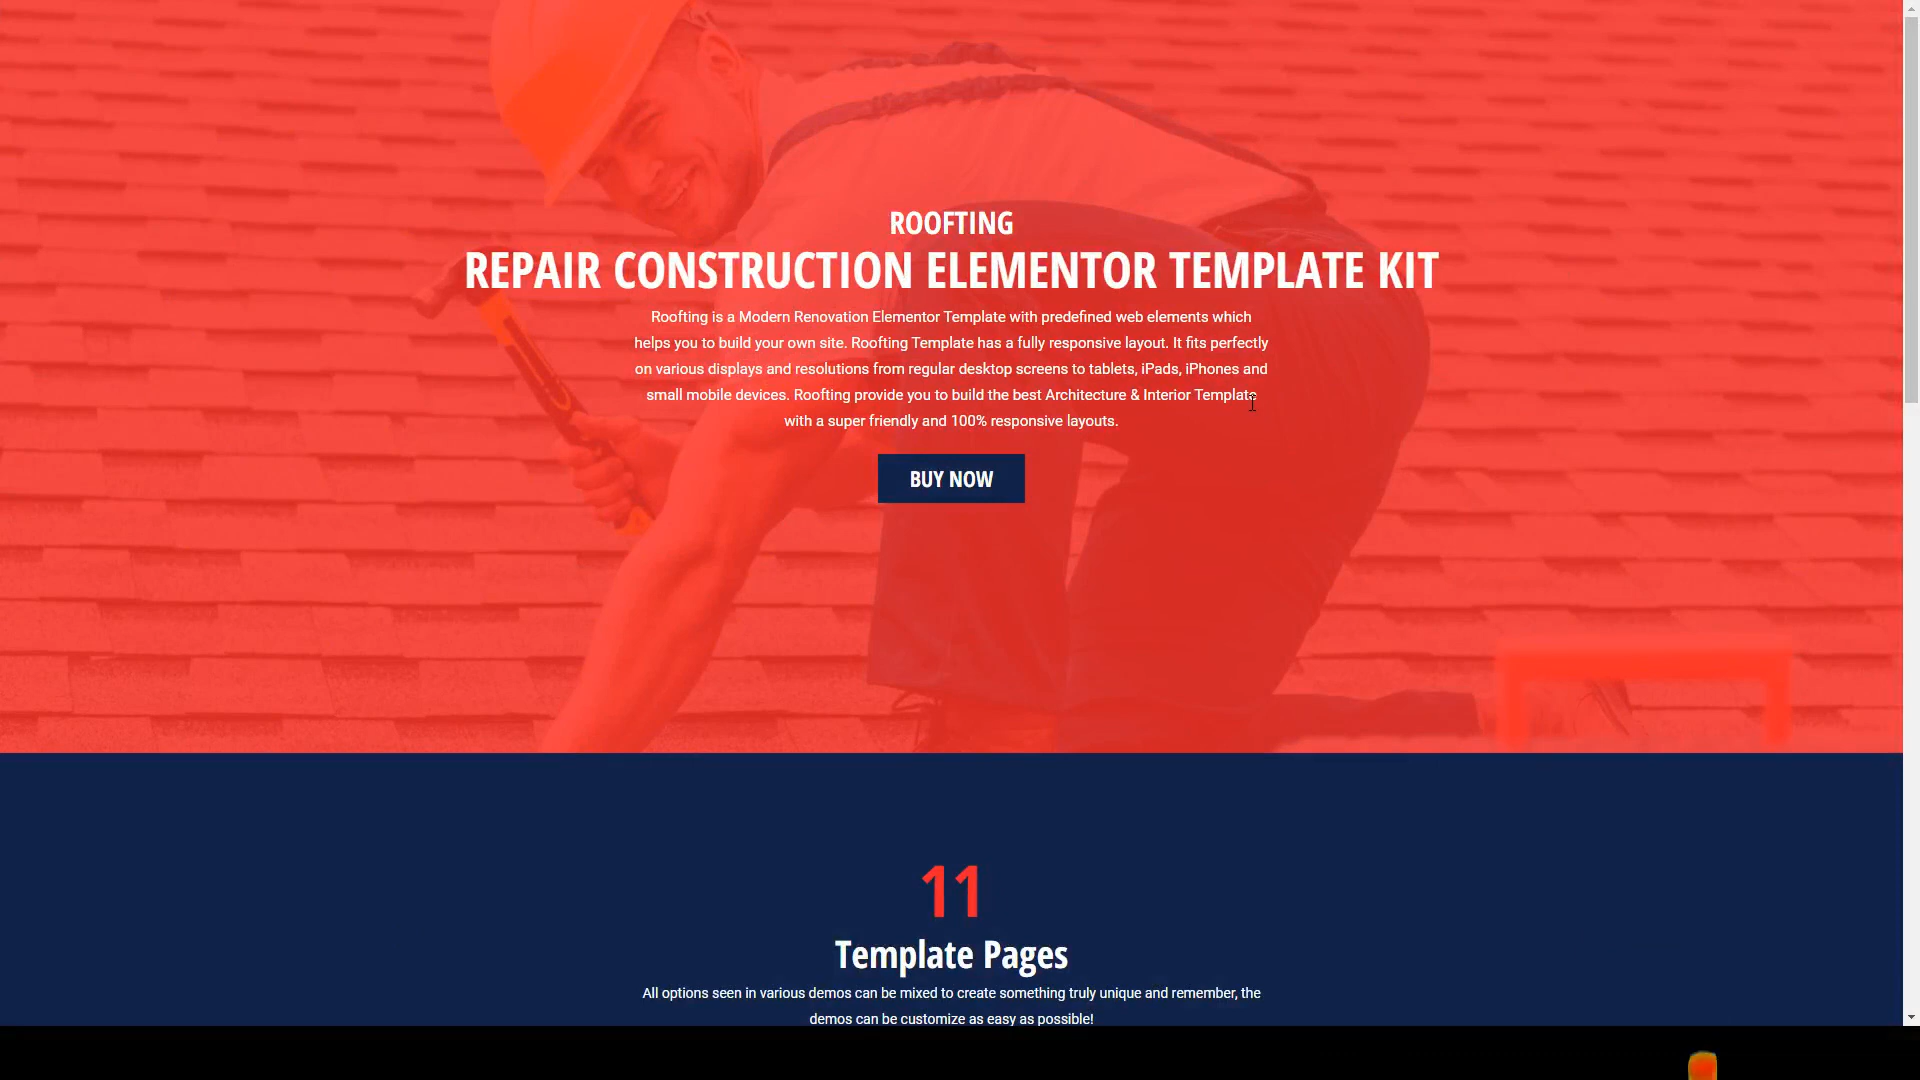 ROOFTING
REPAIR CONSTRUCTION ELEMENTOR TEMPLATE KIT
Roofting is a Modern Renovation Elementor Template with predefined web elements which
helps you to build your own site. Roofting Template has a fully responsive layout. It fits perfectly
on various displays and resolutions from regular desktop screens to tablets, iPads, iPhones and
small mobile devices. Roofting provide you to build the best Architecture & Interior Template
with a super friendly and 100% responsive layouts.
BUY NOW
11
Template Pages
All options seen in various demos can be mixed to create something truly unique and remember, the
demos can be customize as easy as possible!